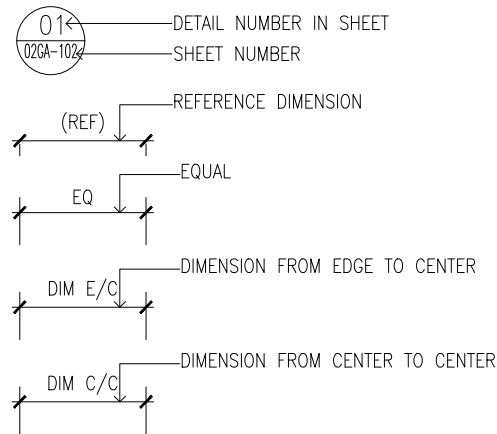 01 DETAIL NUMBER IN SHEET
02GA-102 SHEET NUMBER
REFERENCE DIMENSION
(REF)
EQUAL
EQ
DIMENSION FROM EDGE TO CENTER
DIM E/C
DIMENSION FROM CENTER TO CENTER
DIM C/C